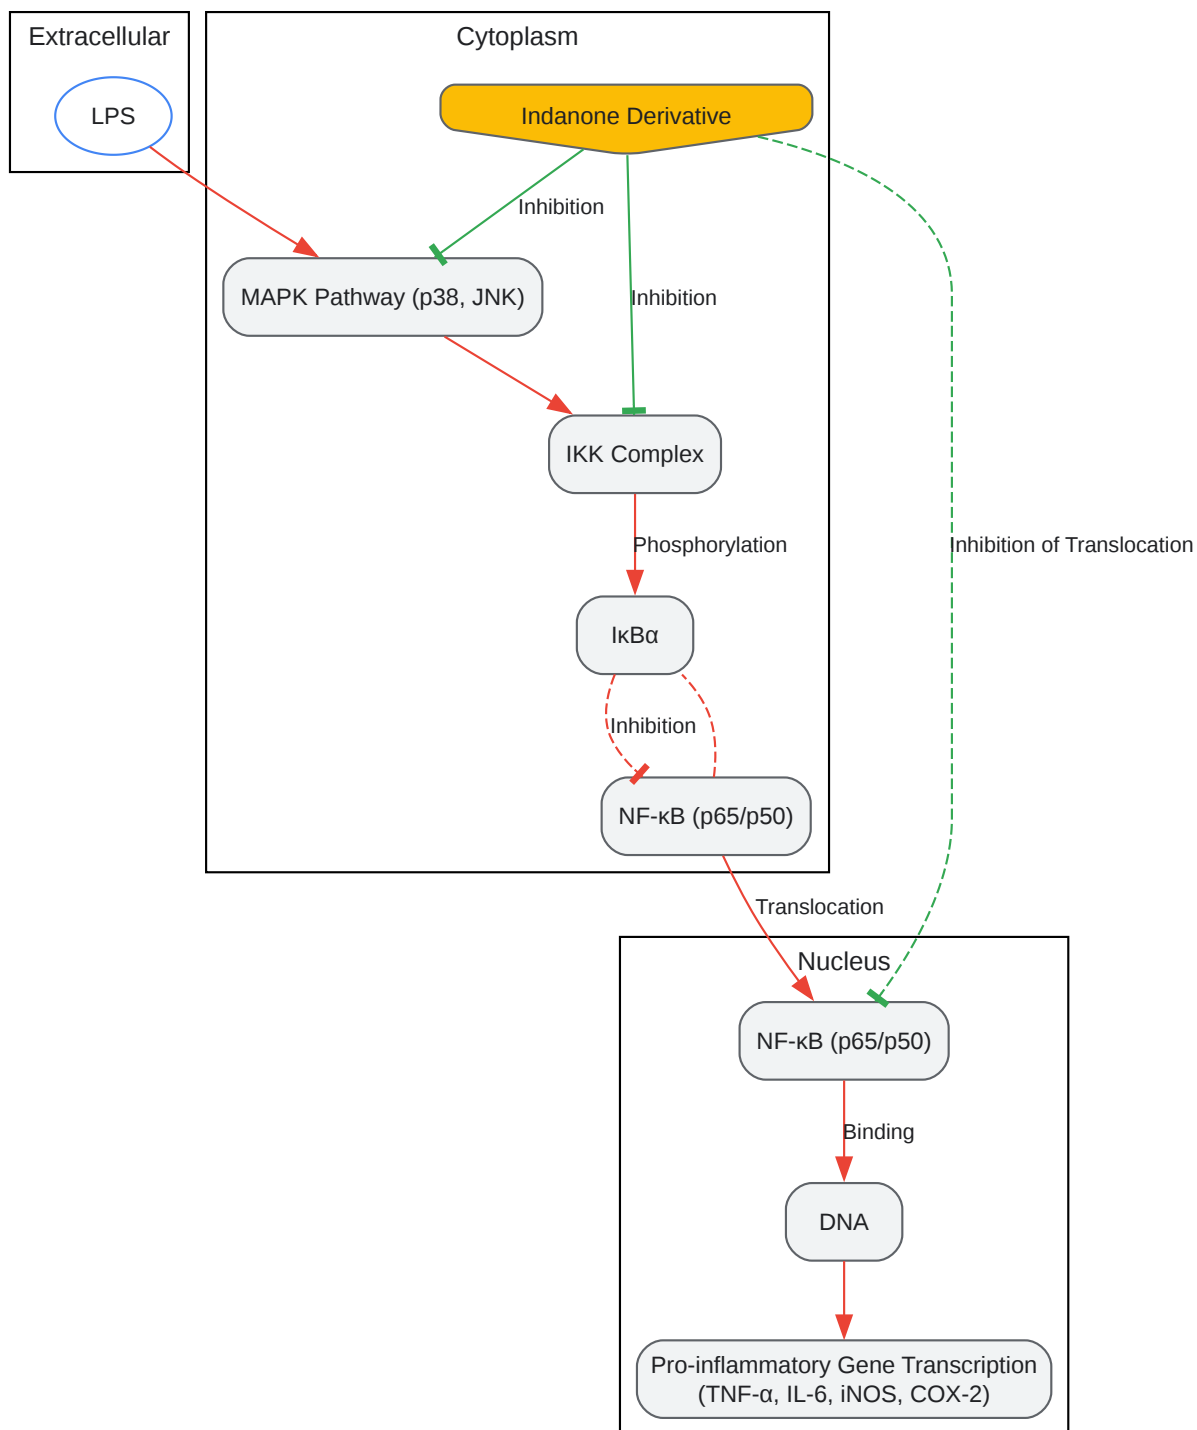 Extracellular
Cytoplasm
LPS
Indanone Derivative
Inhibition
MAPK Pathway (p38, JNK)
Inhibition
IKK Complex
Phosphorylation
Inhibition of Translocation
IκBα
Inhibition
NF-κB (p65/p50)
Translocation
Nucleus
NF-κB (p65/p50)
Binding
DNA
Pro-inflammatory Gene Transcription
(TNF-α, IL-6, iNOS, COX-2)